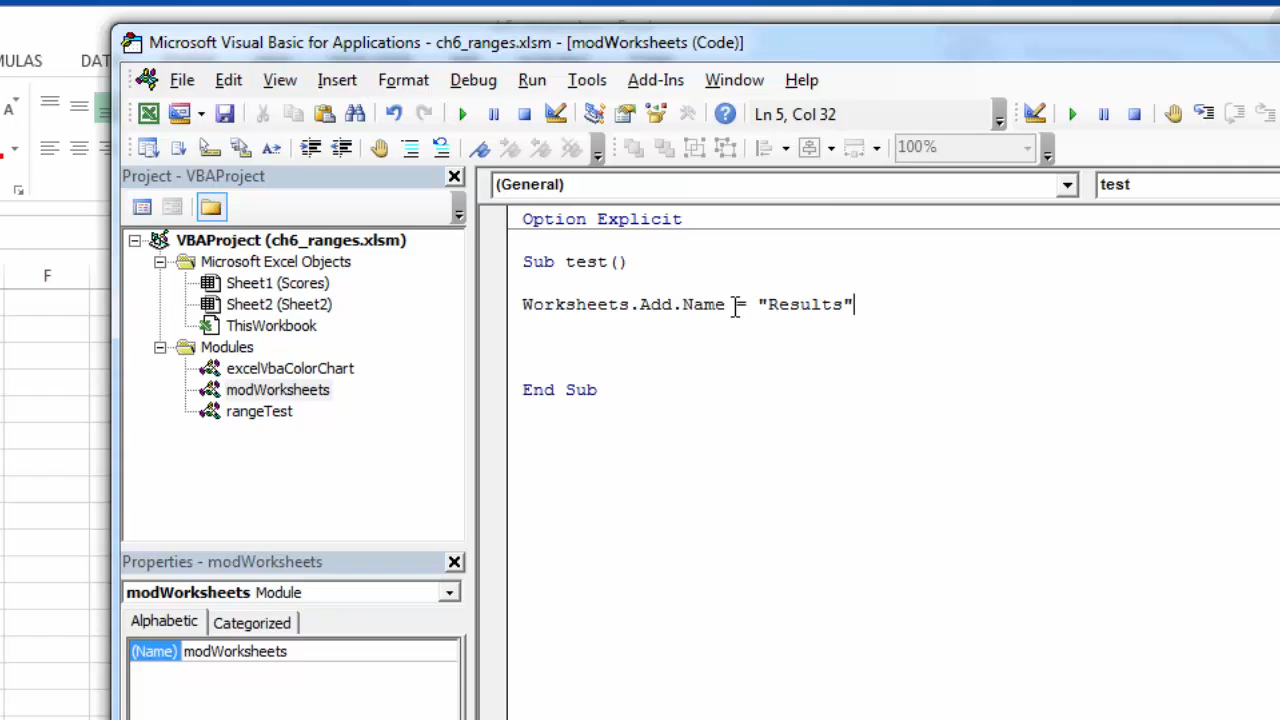 Microsoft Visual Basic for Applications - ch6_ranges.xlsm - [modWorksheets (Code)]
MULAS DAT
File Edit View Insert Format Debug Run Tools Add-Ins Window Help
A
Ln 5, Col 32
100%
Project - VBAProject
(General) test
Option Explicit
VBAProject (ch6_ranges.xlsm)
Microsoft Excel Objects
Sub test()
F
Sheet1 (Scores)
Sheet2 (Sheet2)
Worksheets.Add.Name = "Results"
ThisWorkbook
Modules
excelVbaColorChart
modWorksheets
End Sub
rangeTest
Properties - modWorksheets
modWorksheets Module
Alphabetic Categorized
(Name) modWorksheets